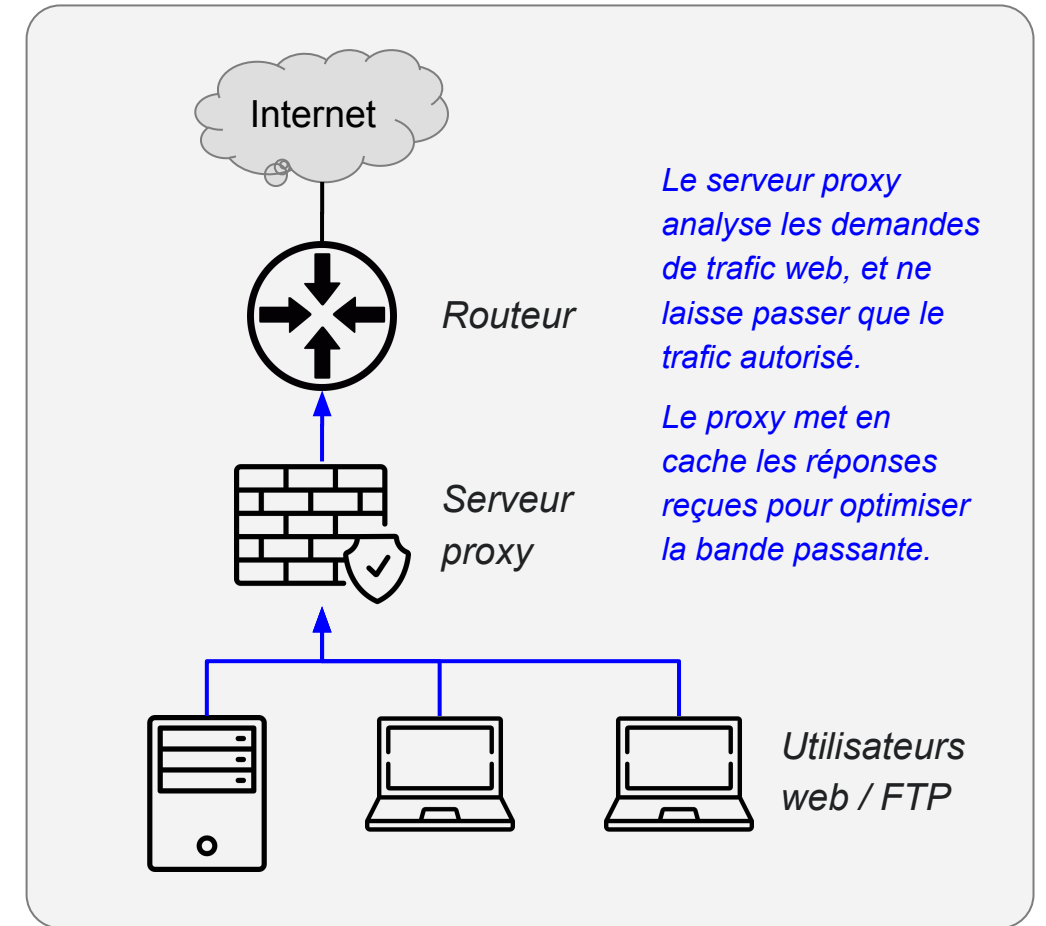 Internet
Le serveur proxy
analyse les demandes
de trafic web, et ne
laisse passer que le
trafic autorisé.
Routeur
Le proxy met en
cache les réponses
reçues pour optimiser
la bande passante.
Serveur
proxy
Utilisateurs
web / FTP